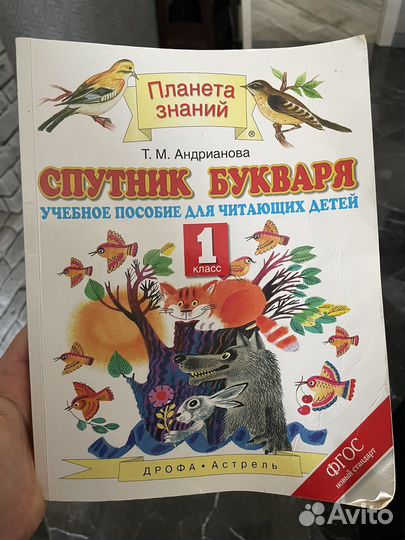 Планета
знаний
®
Т. М. Андрианова
СПУТНИК БУКВАРЯ
УЧЕБНОЕ ПОСОБИЕ ДЛЯ ЧИТАЮЩИХ ДЕТЕЙ
1
КЛАСС
ДРОФА • Астрель
ФГОС
новый стандарт
Avito